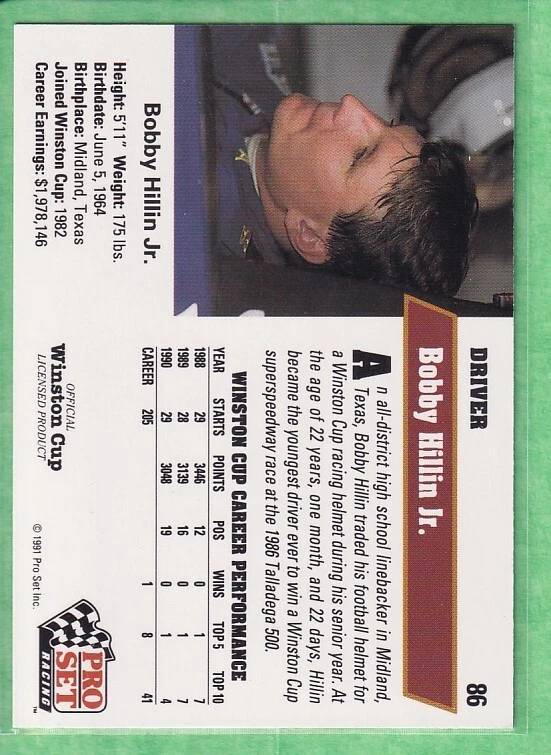 DRIVER 86
Bobby Hillin Jr.
An all-district high school linebacker in Midland,
Texas, Bobby Hillin traded his football helmet for
a Winston Cup racing helmet during his senior year. At
the age of 22 years, one month, and 22 days, Hillin
became the youngest driver ever to win a Winston Cup
superspeedway race at the 1986 Talladega 500.
WINSTON CUP CAREER PERFORMANCE
YEAR STARTS POINTS POS WINS TOP 5 TOP 10
1988 29 3446 12 0 1 7
1989 28 3139 16 0 1 7
1990 29 3048 19 0 1 4
CAREER 205 1 8 41
Bobby Hillin Jr.
Height: 5'11" Weight: 175 lbs.
Birthdate: June 5, 1964
Birthplace: Midland, Texas
Joined Winston Cup: 1982
Career Earnings: $1,978,146
OFFICIAL
Winston Cup
LICENSED PRODUCT
© 1991 Pro Set Inc.
PRO
SET
RACING
TM